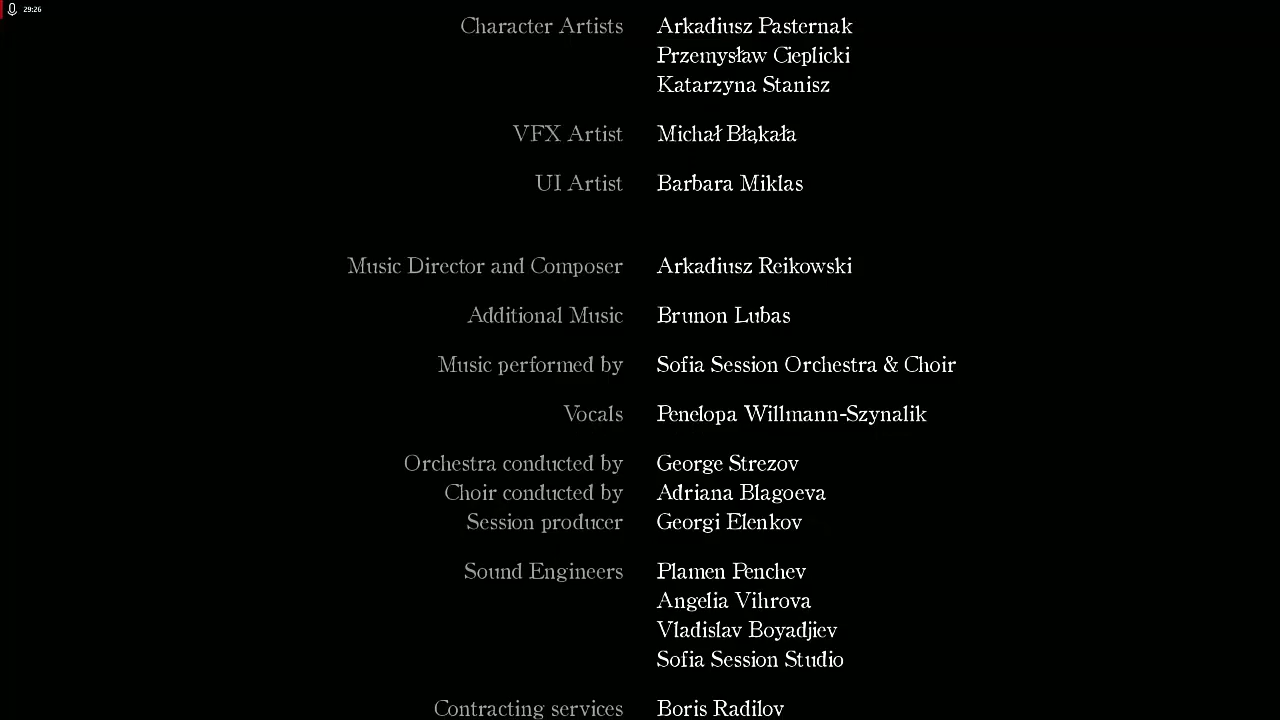 29:26
Character Artists Arkadiusz Pasternak
Przemysław Cieplicki
Katarzyna Stanisz
VFX Artist Michał Błąkała
UI Artist Barbara Miklas
Music Director and Composer Arkadiusz Reikowski
Additional Music Brunon Lubas
Music performed by Sofia Session Orchestra & Choir
Vocals Penelopa Willmann-Szynalik
Orchestra conducted by George Strezov
Choir conducted by Adriana Blagoeva
Session producer Georgi Elenkov
Sound Engineers Plamen Penchev
Angelia Vihrova
Vladislav Boyadjiev
Sofia Session Studio
Contracting services Boris Radilov